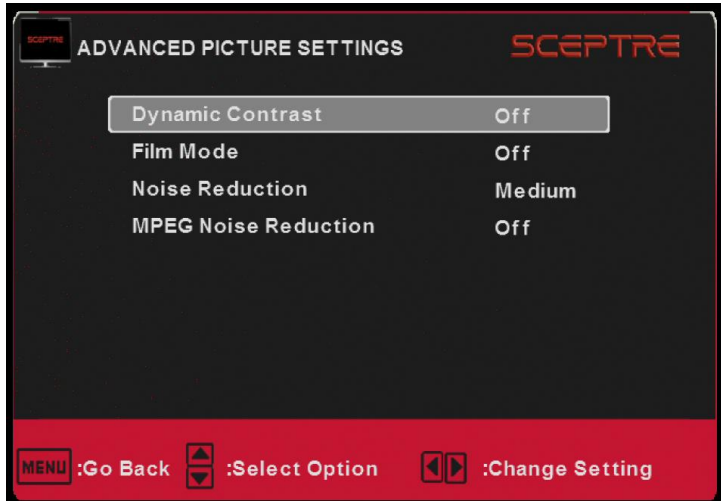 SCEPTRE
ADVANCED PICTURE SETTINGS
SCEPTRE
Dynamic Contrast Off
Film Mode Off
Noise Reduction Medium
MPEG Noise Reduction Off
MENU :Go Back :Select Option :Change Setting